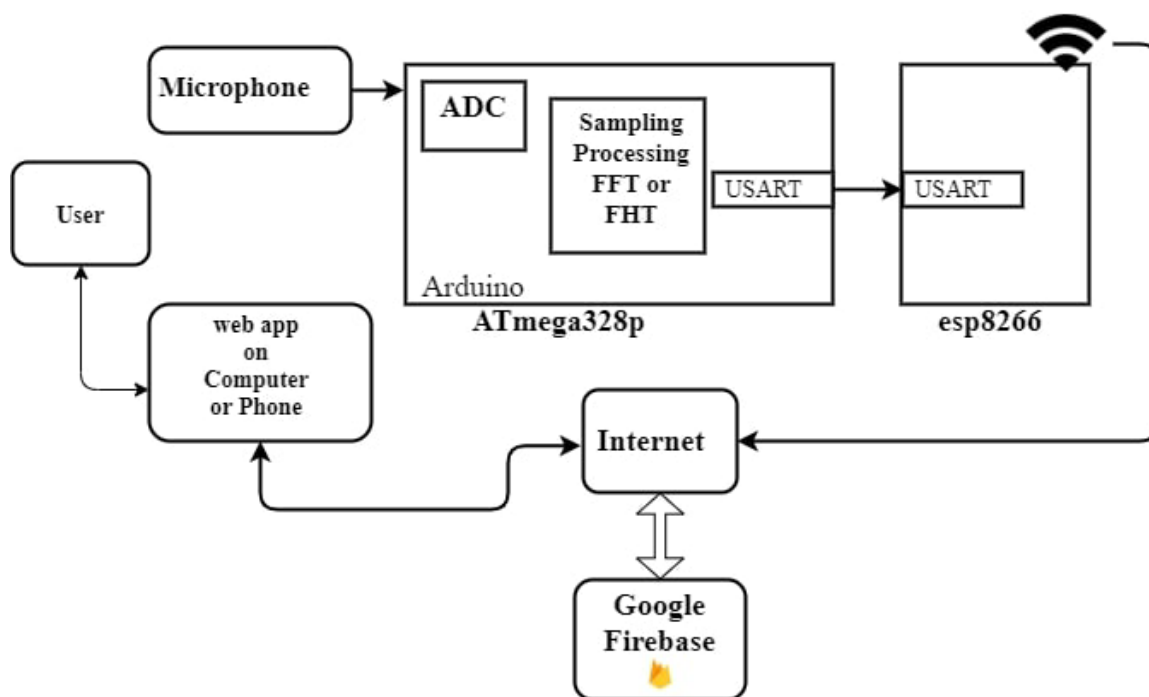 Microphone
ADC
Sampling
Processing
FFT or
FHT
USART
USART
Arduino
ATmega328p
esp8266
User
web app
on
Computer
or Phone
Internet
Google
Firebase